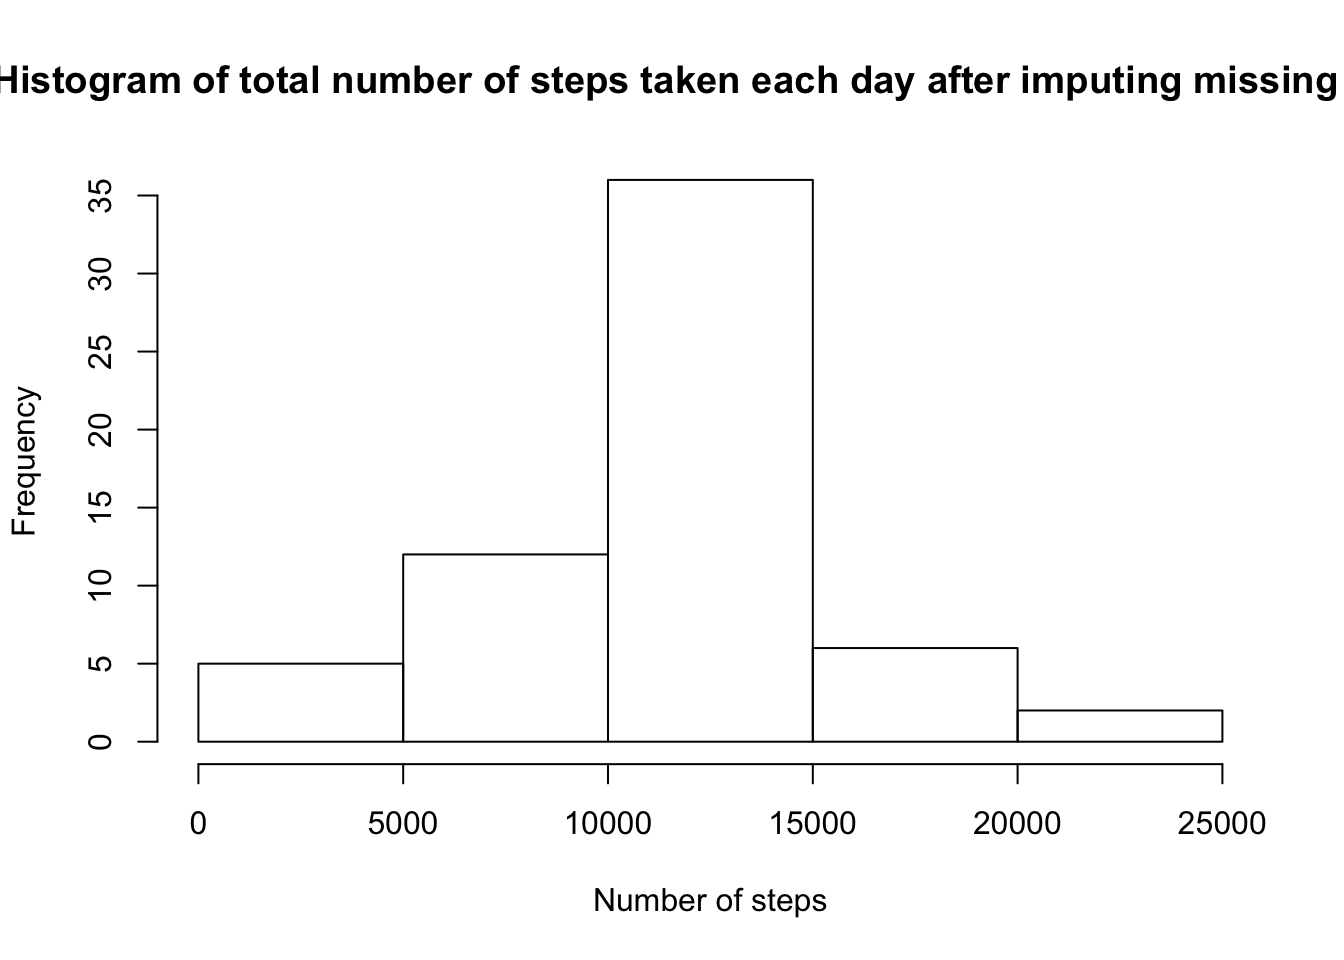 Histogram of total number of steps taken each day after imputing missing
35
30
25
20
15
10
5
0
Frequency
0 5000 10000 15000 20000 25000
Number of steps